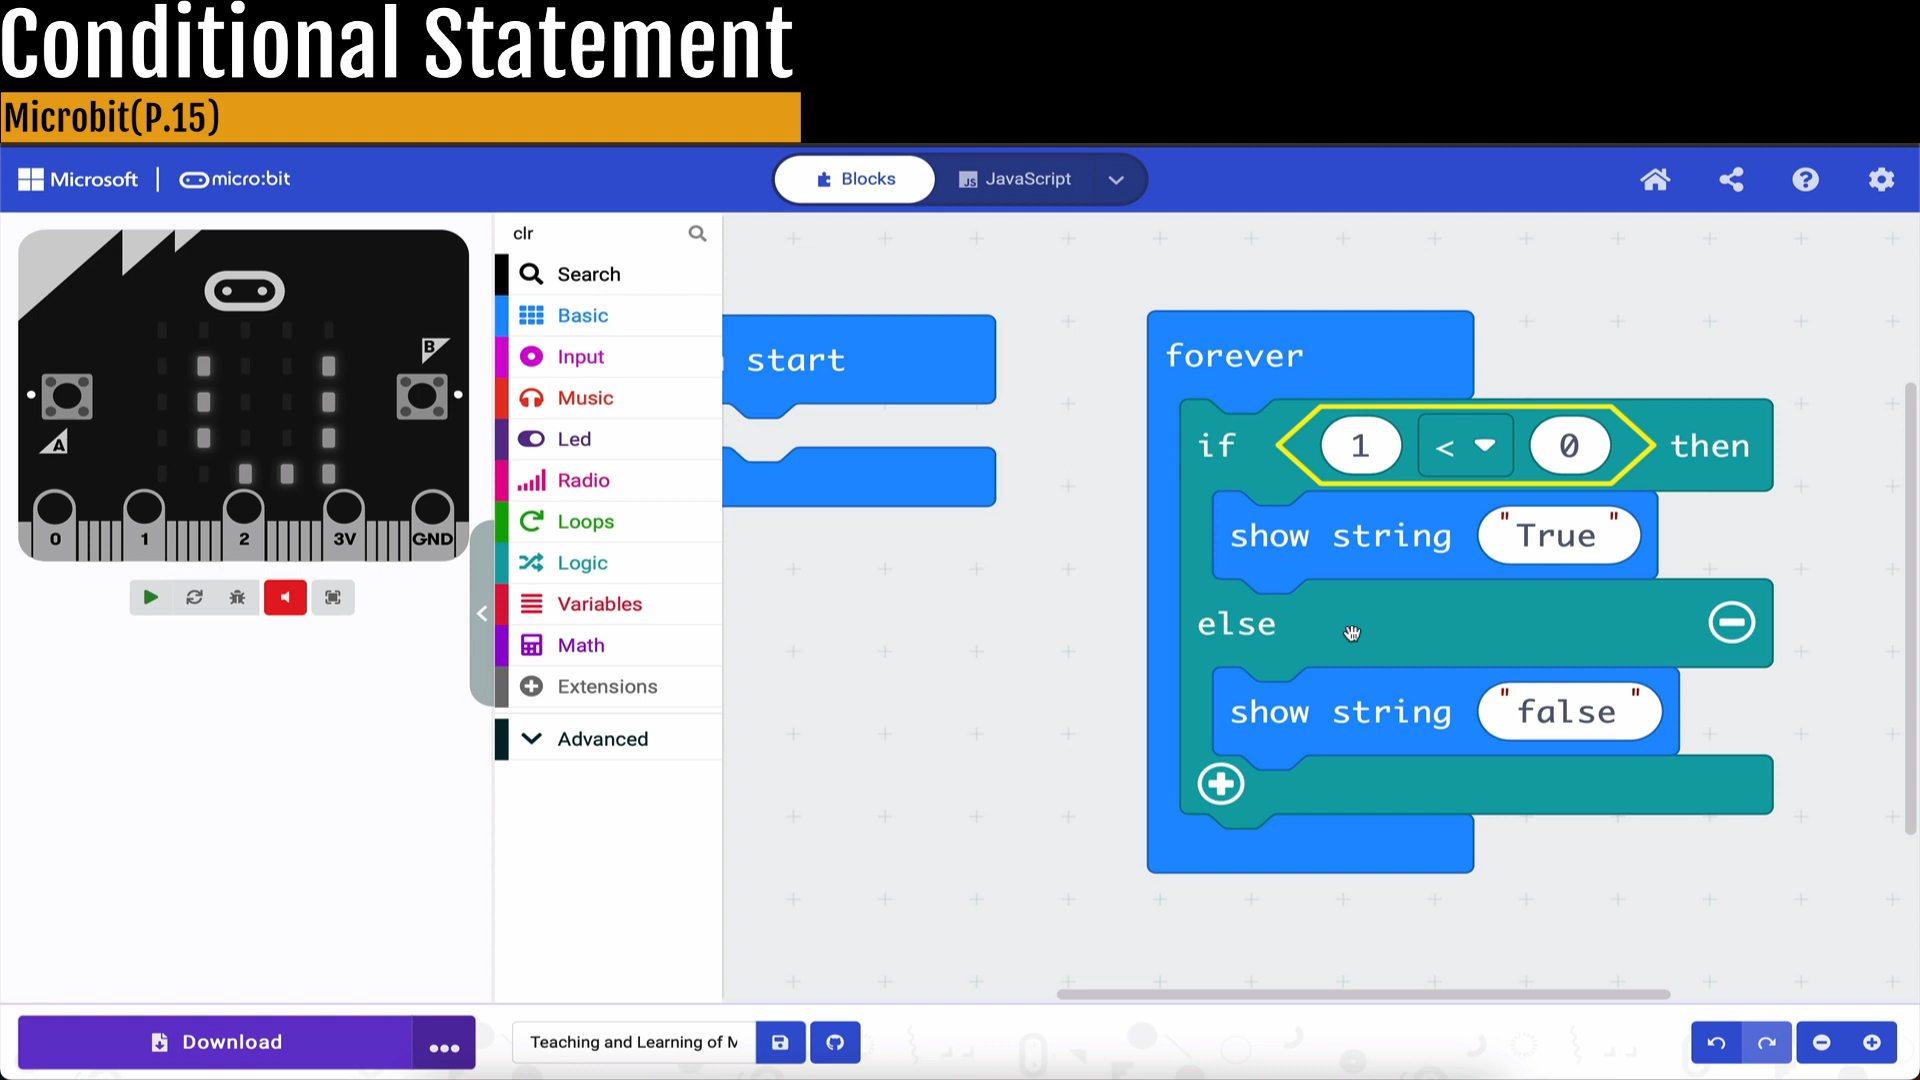 Conditional Statement
Microbit(P.15)
Microsoft | micro:bit
Blocks
JavaScript
clr
Search
Basic
Input
Music
Led
Radio
Loops
Logic
Variables
Math
Extensions
Advanced
A
B
0 1 2 3V GND
start
forever
if 1 < 0 then
show string "True"
else
show string "false"
Download
Teaching and Learning of M